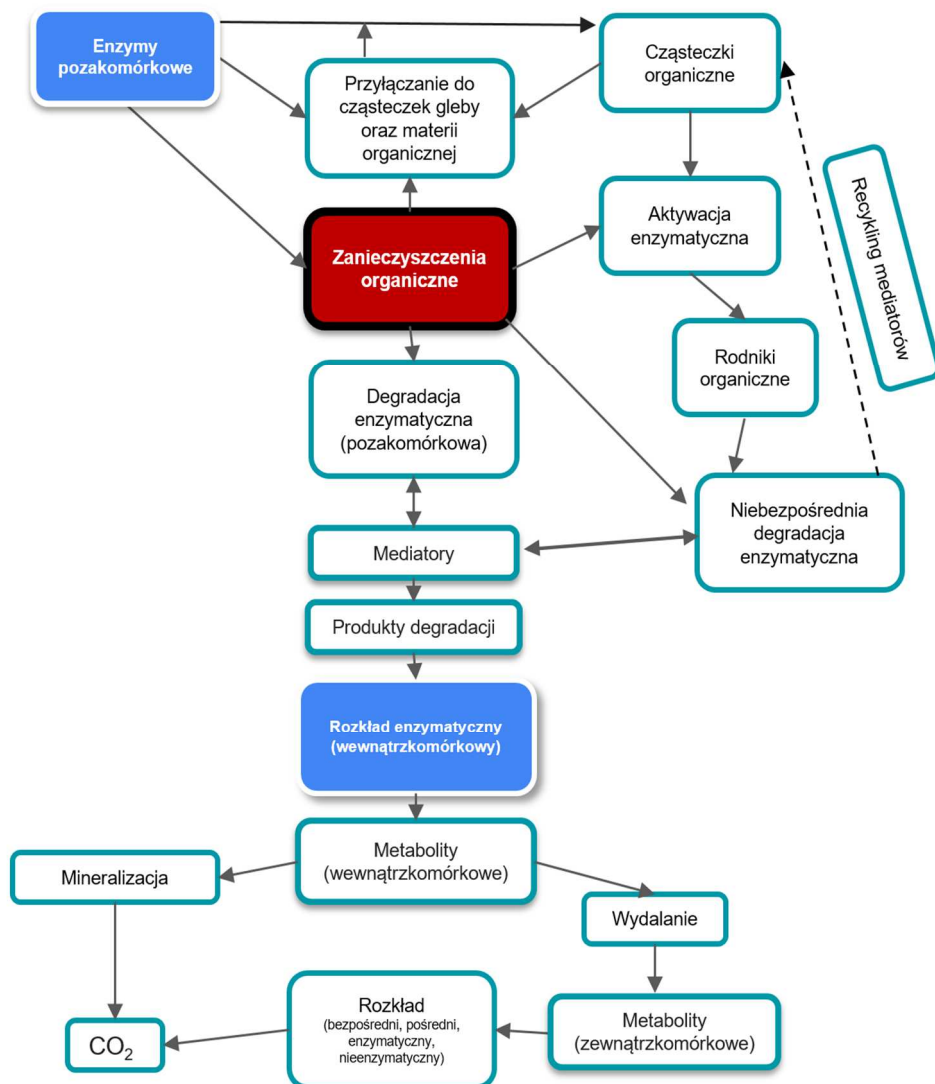 Enzymy
pozakomórkowe
Cząsteczki
organiczne
Przyłączanie do
cząsteczek gleby
oraz materii
organicznej
Recykling mediatorów
Aktywacja
enzymatyczna
Zanieczyszczenia
organiczne
Rodniki
organiczne
Degradacja
enzymatyczna
(pozakomórkowa)
Niebezpośrednia
degradacja
enzymatyczna
Mediatory
Produkty degradacji
Rozkład enzymatyczny
(wewnątrzkomórkowy)
Metabolity
(wewnątrzkomórkowe)
Mineralizacja
Wydalanie
Rozkład
(bezpośredni, pośredni,
enzymatyczny,
nieenzymatyczny)
Metabolity
(zewnątrzkomórkowe)
CO₂